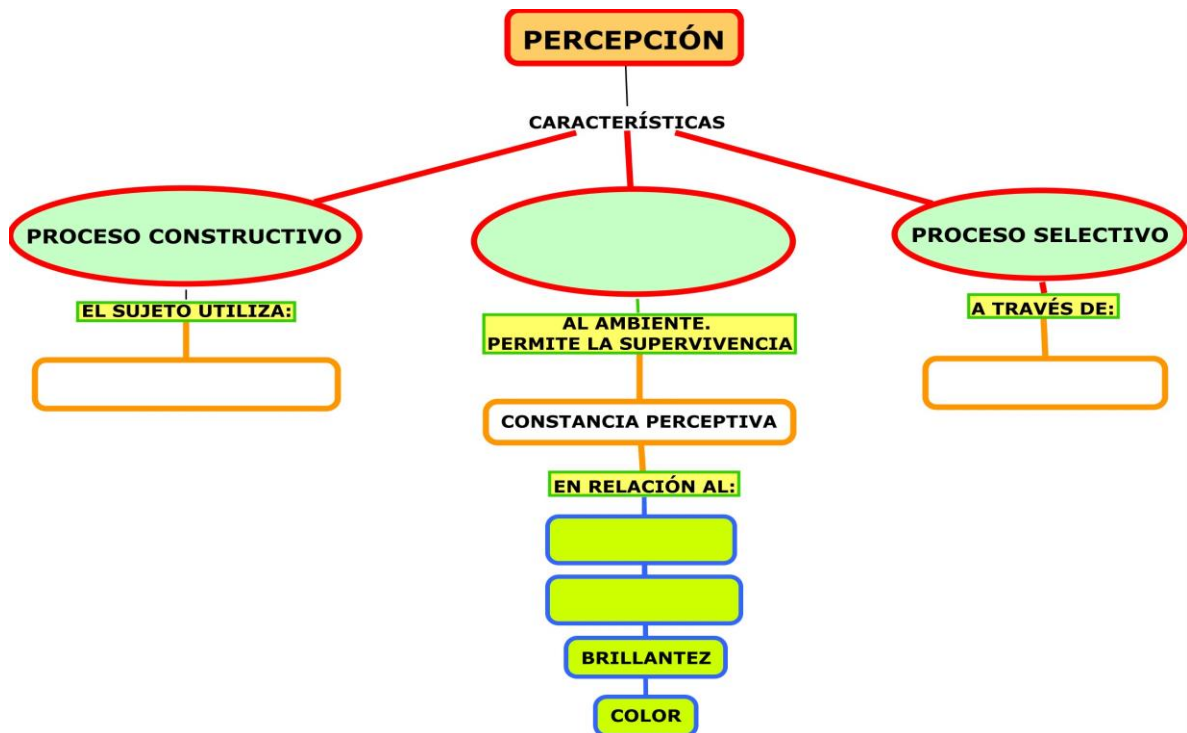 PERCEPCIÓN
CARACTERÍSTICAS
PROCESO CONSTRUCTIVO
PROCESO SELECTIVO
EL SUJETO UTILIZA:
A TRAVÉS DE:
AL AMBIENTE.
PERMITE LA SUPERVIVENCIA
CONSTANCIA PERCEPTIVA
EN RELACIÓN AL:
BRILLANTEZ
COLOR